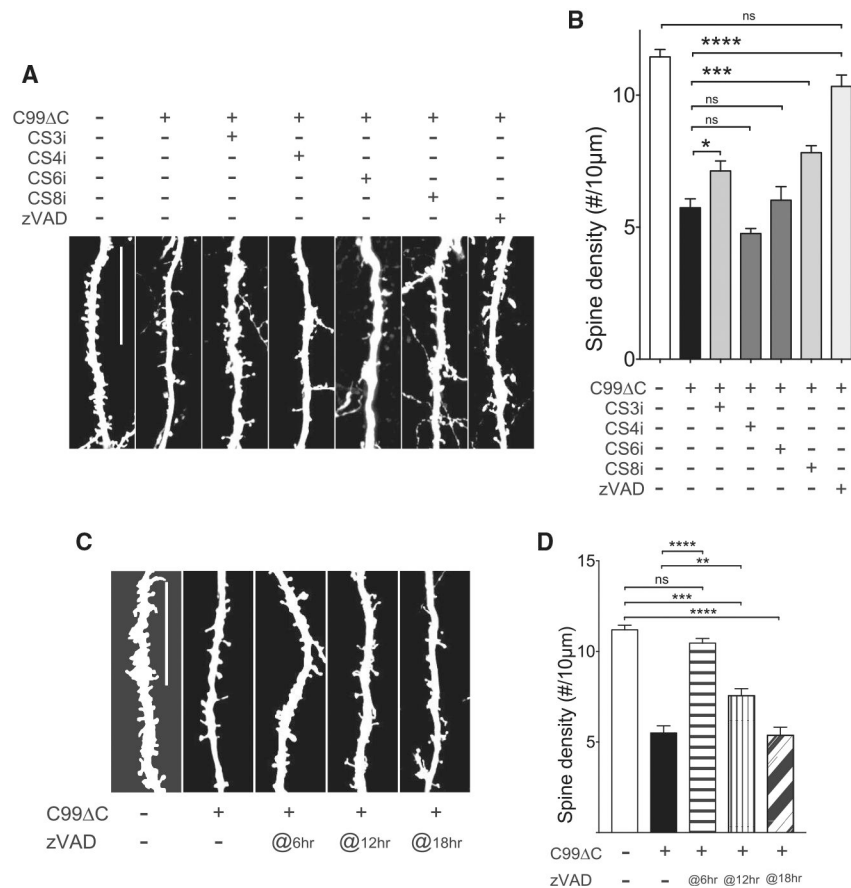 A
C99ΔC - + + + + + +
CS3i - - + - - - -
CS4i - - - + - - -
CS6i - - - - + - -
CS8i - - - - - + -
zVAD - - - - - - +
B
ns
****
***
ns
ns
*
Spine density (#/10μm)
10
5
0
C99ΔC - + + + + + +
CS3i - - + - - - -
CS4i - - - + - - -
CS6i - - - - + - -
CS8i - - - - - + -
zVAD - - - - - - +
C
C99ΔC - + + + +
zVAD - - @6hr @12hr @18hr
D
****
**
ns
***
****
Spine density (#/10μm)
15
10
5
C99ΔC - + + + +
zVAD - - @6hr @12hr @18hr